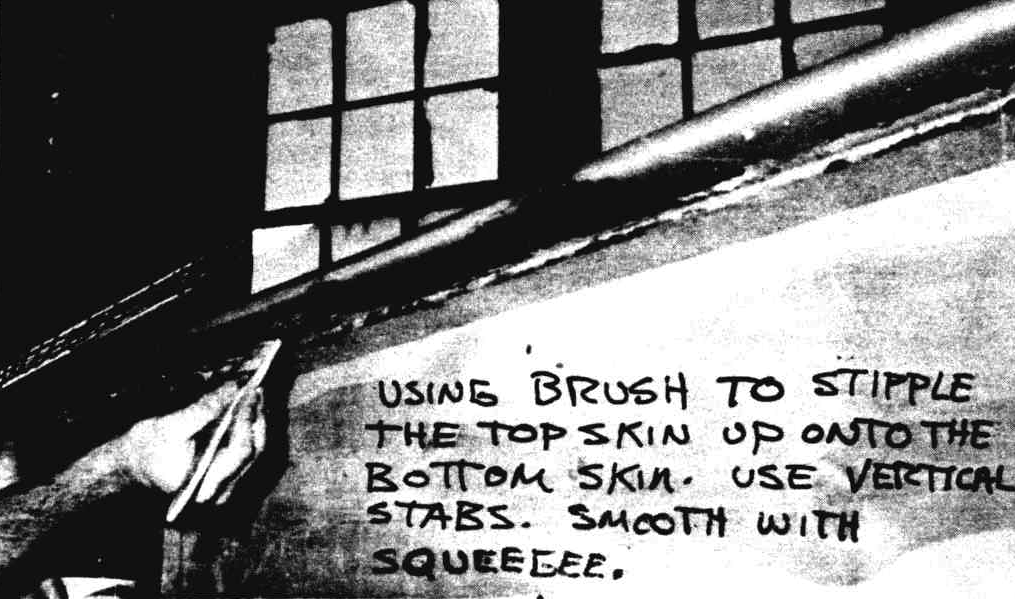 USING BRUSH TO STIPPLE
THE TOP SKIN UP ONTO THE
BOTTOM SKIN. USE VERTICAL
STABS. SMOOTH WITH
SQUEEGEE.